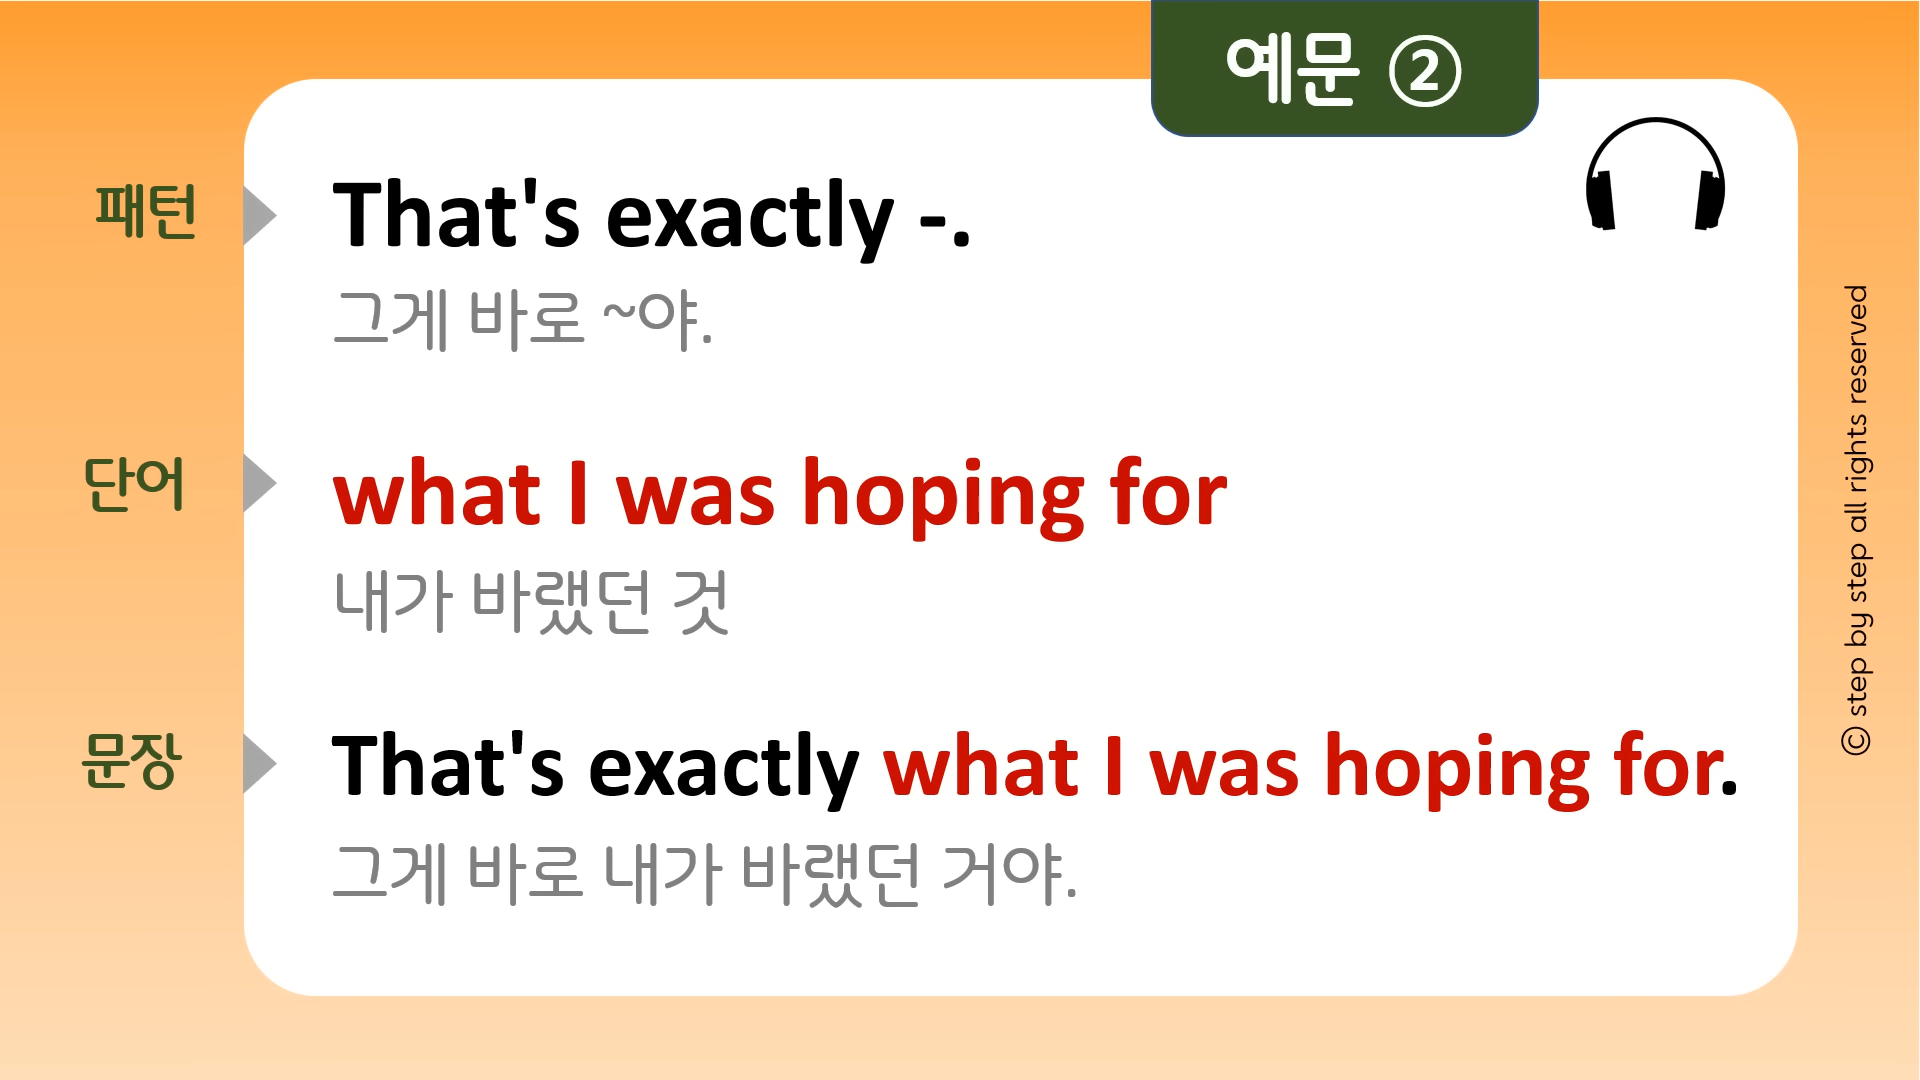 예문 ②
패턴
That's exactly -.
그게 바로 ~야.
단어
what I was hoping for
내가 바랬던 것
문장
That's exactly what I was hoping for.
그게 바로 내가 바랬던 거야.
© step by step all rights reserved